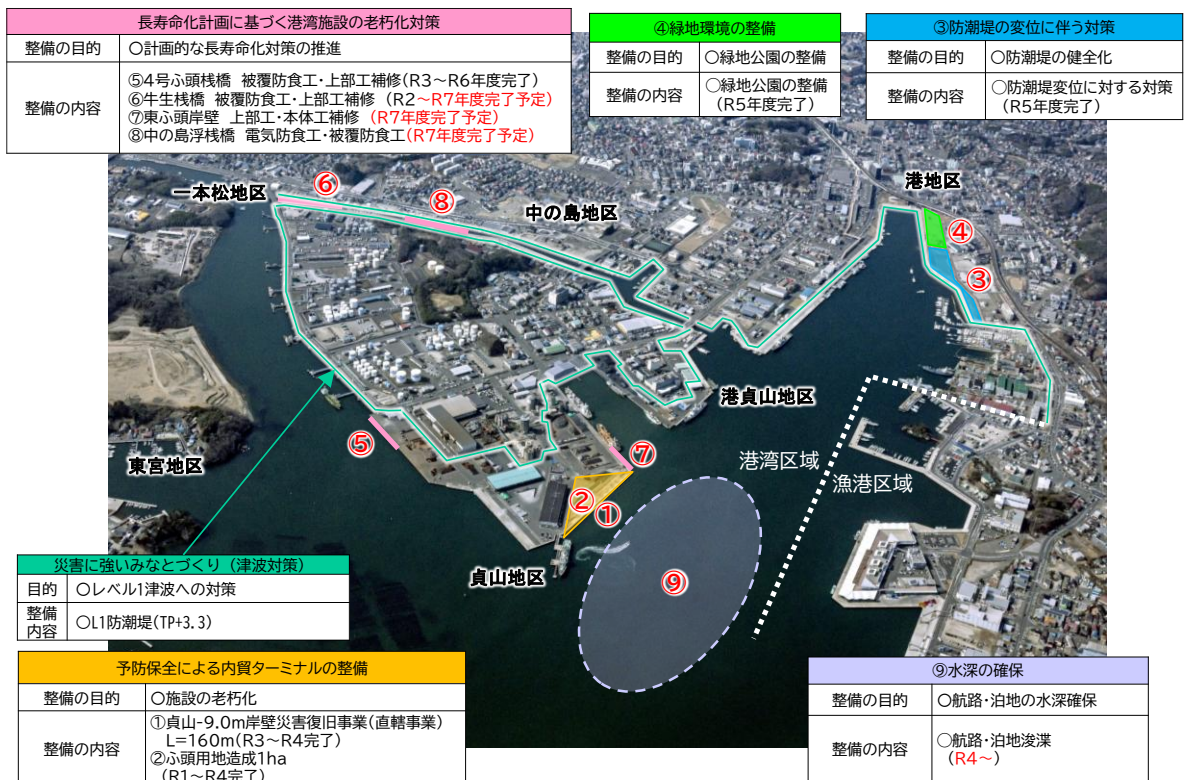 長寿命化計画に基づく港湾施設の老朽化対策
整備の目的
〇計画的な長寿命化対策の推進
整備の内容
⑤4号ふ頭桟橋 被覆防食工・上部工補修(R3～R6年度完了)
⑥牛生桟橋 被覆防食工・上部工補修 (R2～R7年度完了予定)
⑦東ふ頭岸壁 上部工・本体工補修 (R7年度完了予定)
⑧中の島浮桟橋 電気防食工・被覆防食工(R7年度完了予定)
④緑地環境の整備
整備の目的
〇緑地公園の整備
整備の内容
〇緑地公園の整備
(R5年度完了)
③防潮堤の変位に伴う対策
整備の目的
〇防潮堤の健全化
整備の内容
〇防潮堤変位に対する対策
(R5年度完了)
一本松地区
⑥
⑧
中の島地区
港地区
④
③
港貞山地区
⑤
東宮地区
⑦
②
①
港湾区域
漁港区域
貞山地区
⑨
災害に強いみなとづくり (津波対策)
目的
〇レベル1津波への対策
整備
内容
〇L1防潮堤(TP+3.3)
予防保全による内貿ターミナルの整備
整備の目的
〇施設の老朽化
整備の内容
①貞山-9.0m岸壁災害復旧事業(直轄事業)
L=160m(R3～R4完了)
②ふ頭用地造成1ha
(R1～R4完了)
⑨水深の確保
整備の目的
〇航路・泊地の水深確保
整備の内容
〇航路・泊地浚渫
(R4～)